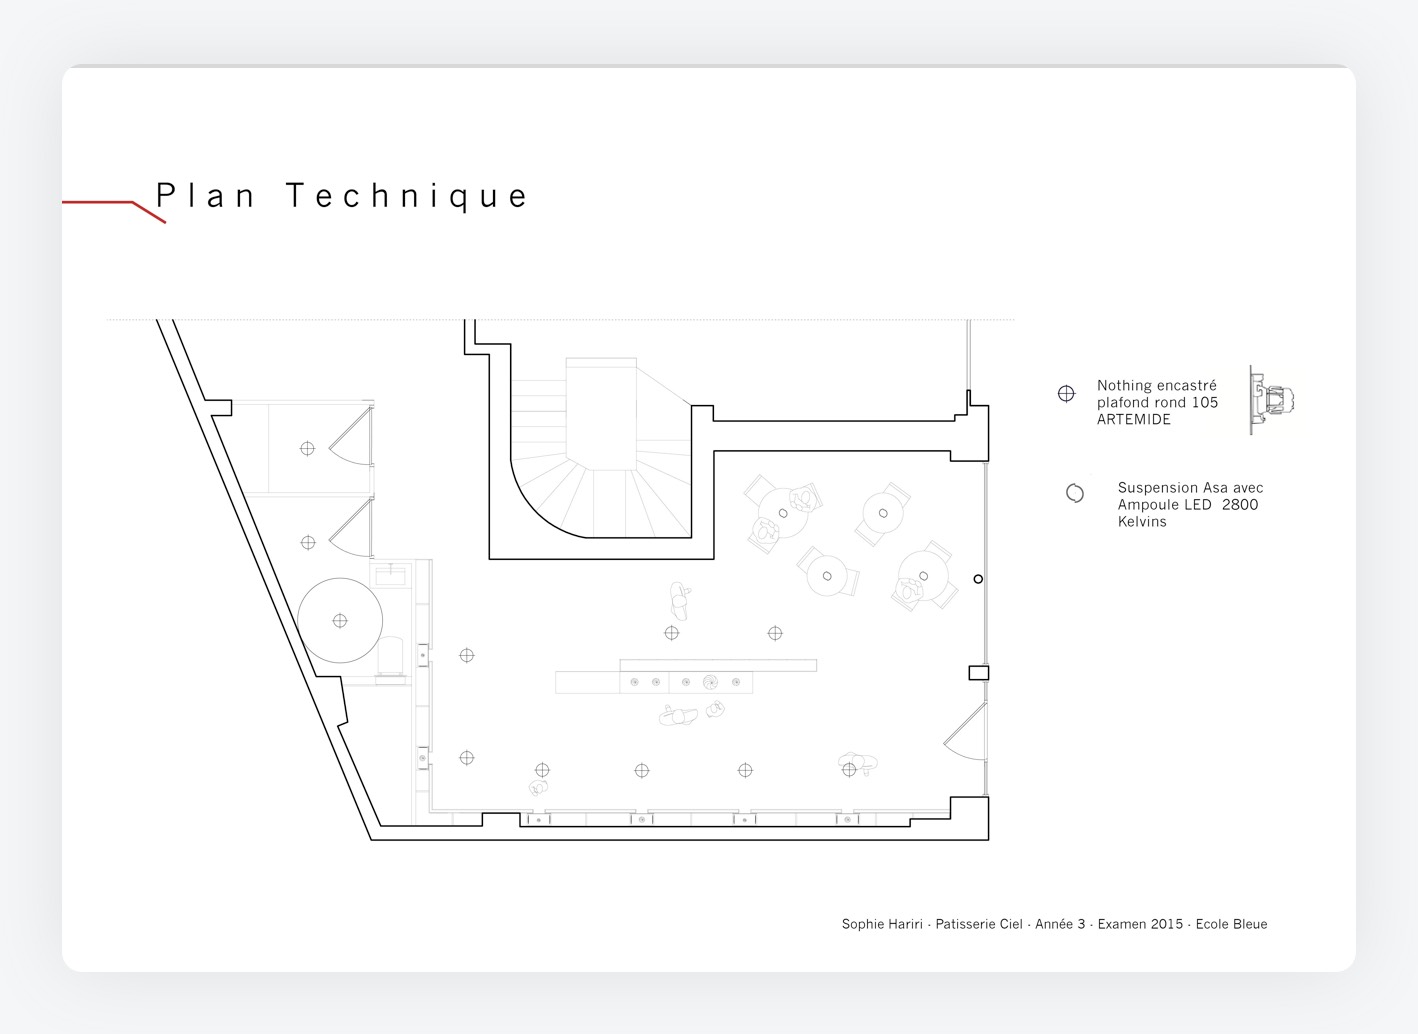 Plan Technique
Nothing encastré
plafond rond 105
ARTEMIDE
Suspension Asa avec
Ampoule LED 2800
Kelvins
Sophie Hariri · Patisserie Ciel · Année 3 · Examen 2015 · Ecole Bleue